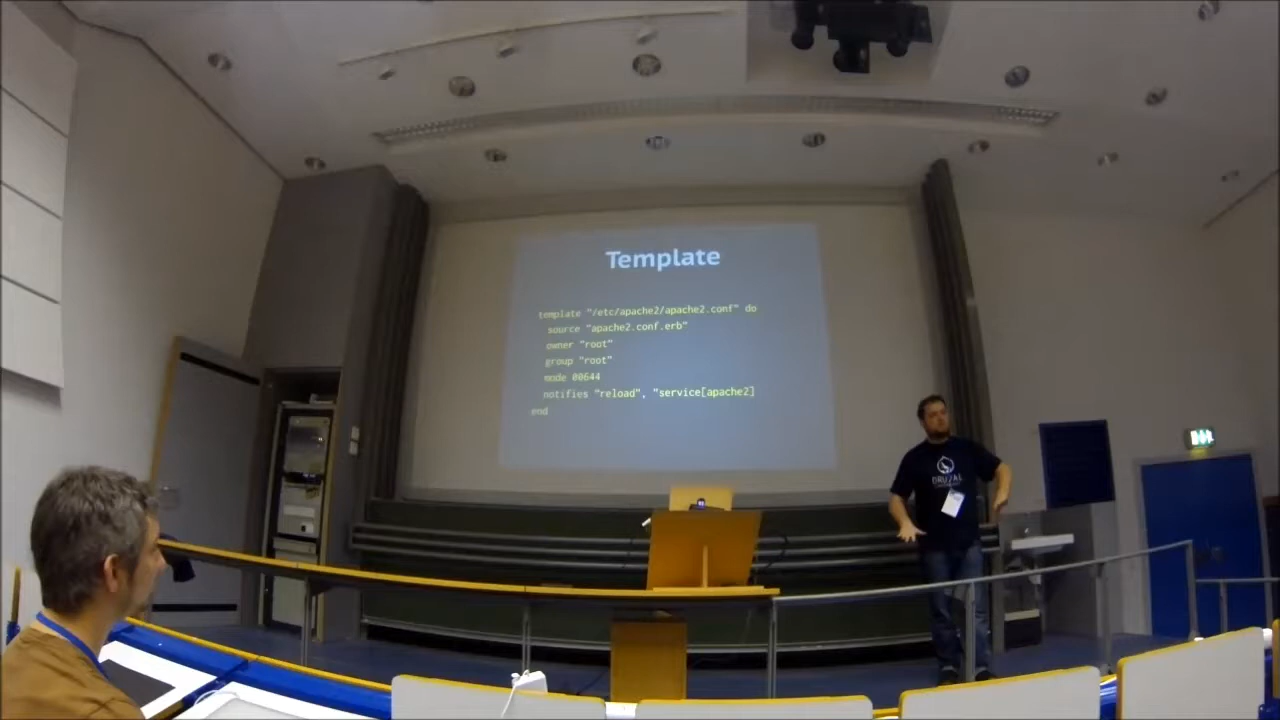 Template
template "/etc/apache2/apache2.conf" do
source "apache2.conf.erb"
owner "root"
group "root"
mode 00644
notifies "reload", "service[apache2]
end
DRUPAL